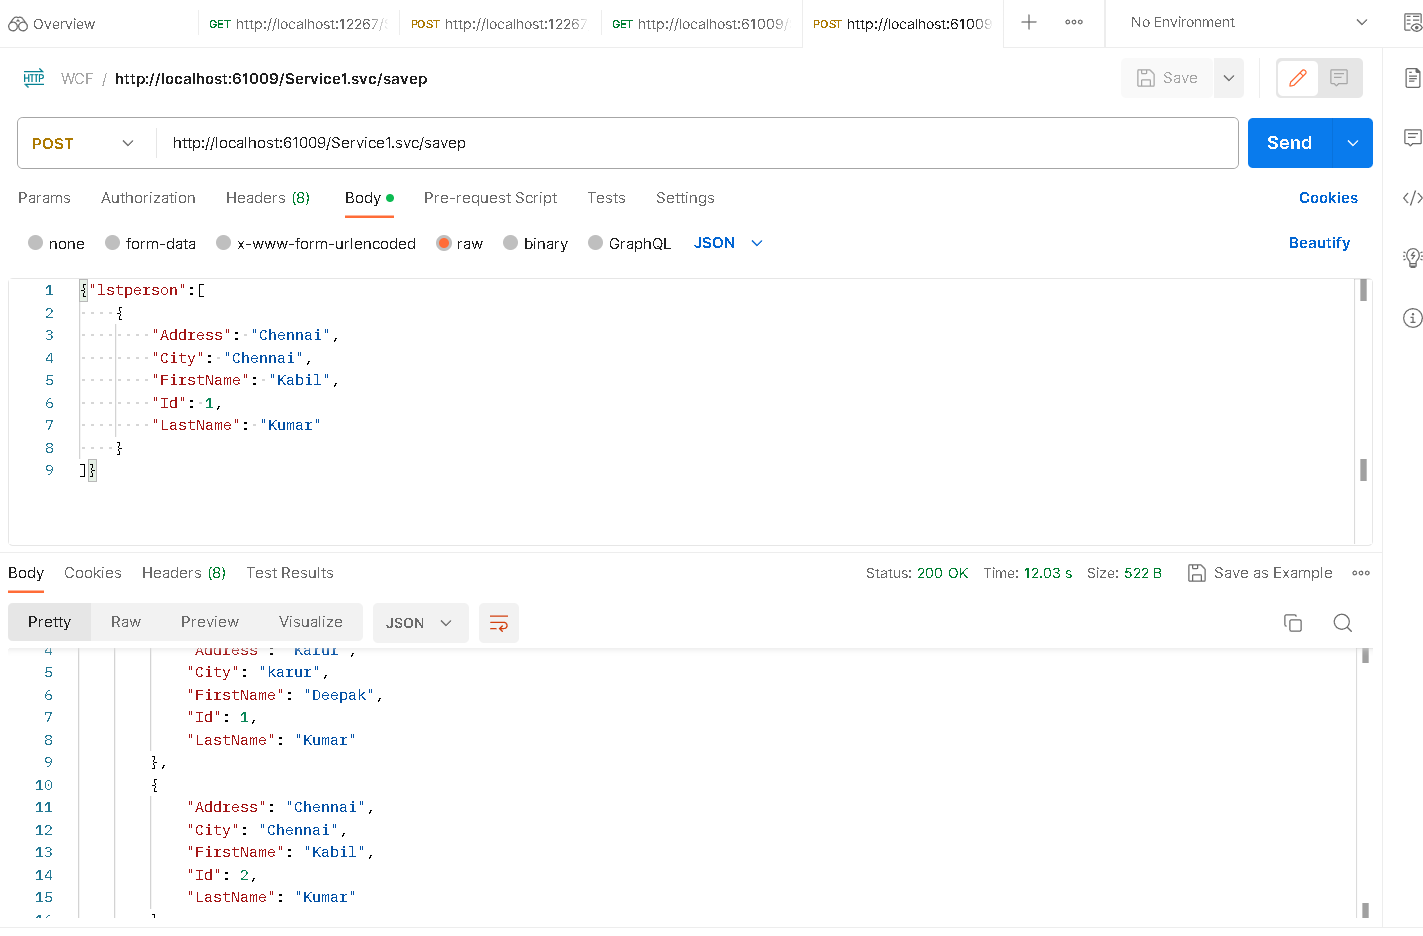 Overview GET http://localhost:12267/ POST http://localhost:12267 GET http://localhost:61009/ POST http://localhost:61009 No Environment
HTTP WCF / http://localhost:61009/Service1.svc/savep Save
POST http://localhost:61009/Service1.svc/savep Send
Params Authorization Headers (8) Body Pre-request Script Tests Settings Cookies
none form-data x-www-form-urlencoded raw binary GraphQL JSON Beautify
1 {"lstperson":[
2 {
3 "Address": "Chennai",
4 "City": "Chennai",
5 "FirstName": "Kabil",
6 "Id": 1,
7 "LastName": "Kumar"
8 }
9 ]}
Body Cookies Headers (8) Test Results Status: 200 OK Time: 12.03 s Size: 522 B Save as Example
Pretty Raw Preview Visualize JSON
4 "Address": "Karur",
5 "City": "karur",
6 "FirstName": "Deepak",
7 "Id": 1,
8 "LastName": "Kumar"
9 },
10 {
11 "Address": "Chennai",
12 "City": "Chennai",
13 "FirstName": "Kabil",
14 "Id": 2,
15 "LastName": "Kumar"